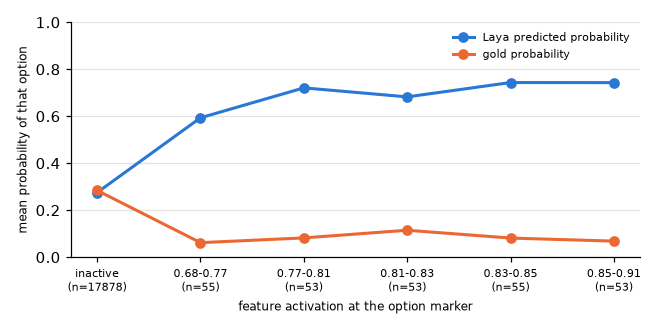 1.0
0.8
0.6
0.4
0.2
0.0
mean probability of that option
Laya predicted probability
gold probability
inactive
(n=17878)
0.68-0.77
(n=55)
0.77-0.81
(n=53)
0.81-0.83
(n=53)
0.83-0.85
(n=55)
0.85-0.91
(n=53)
feature activation at the option marker